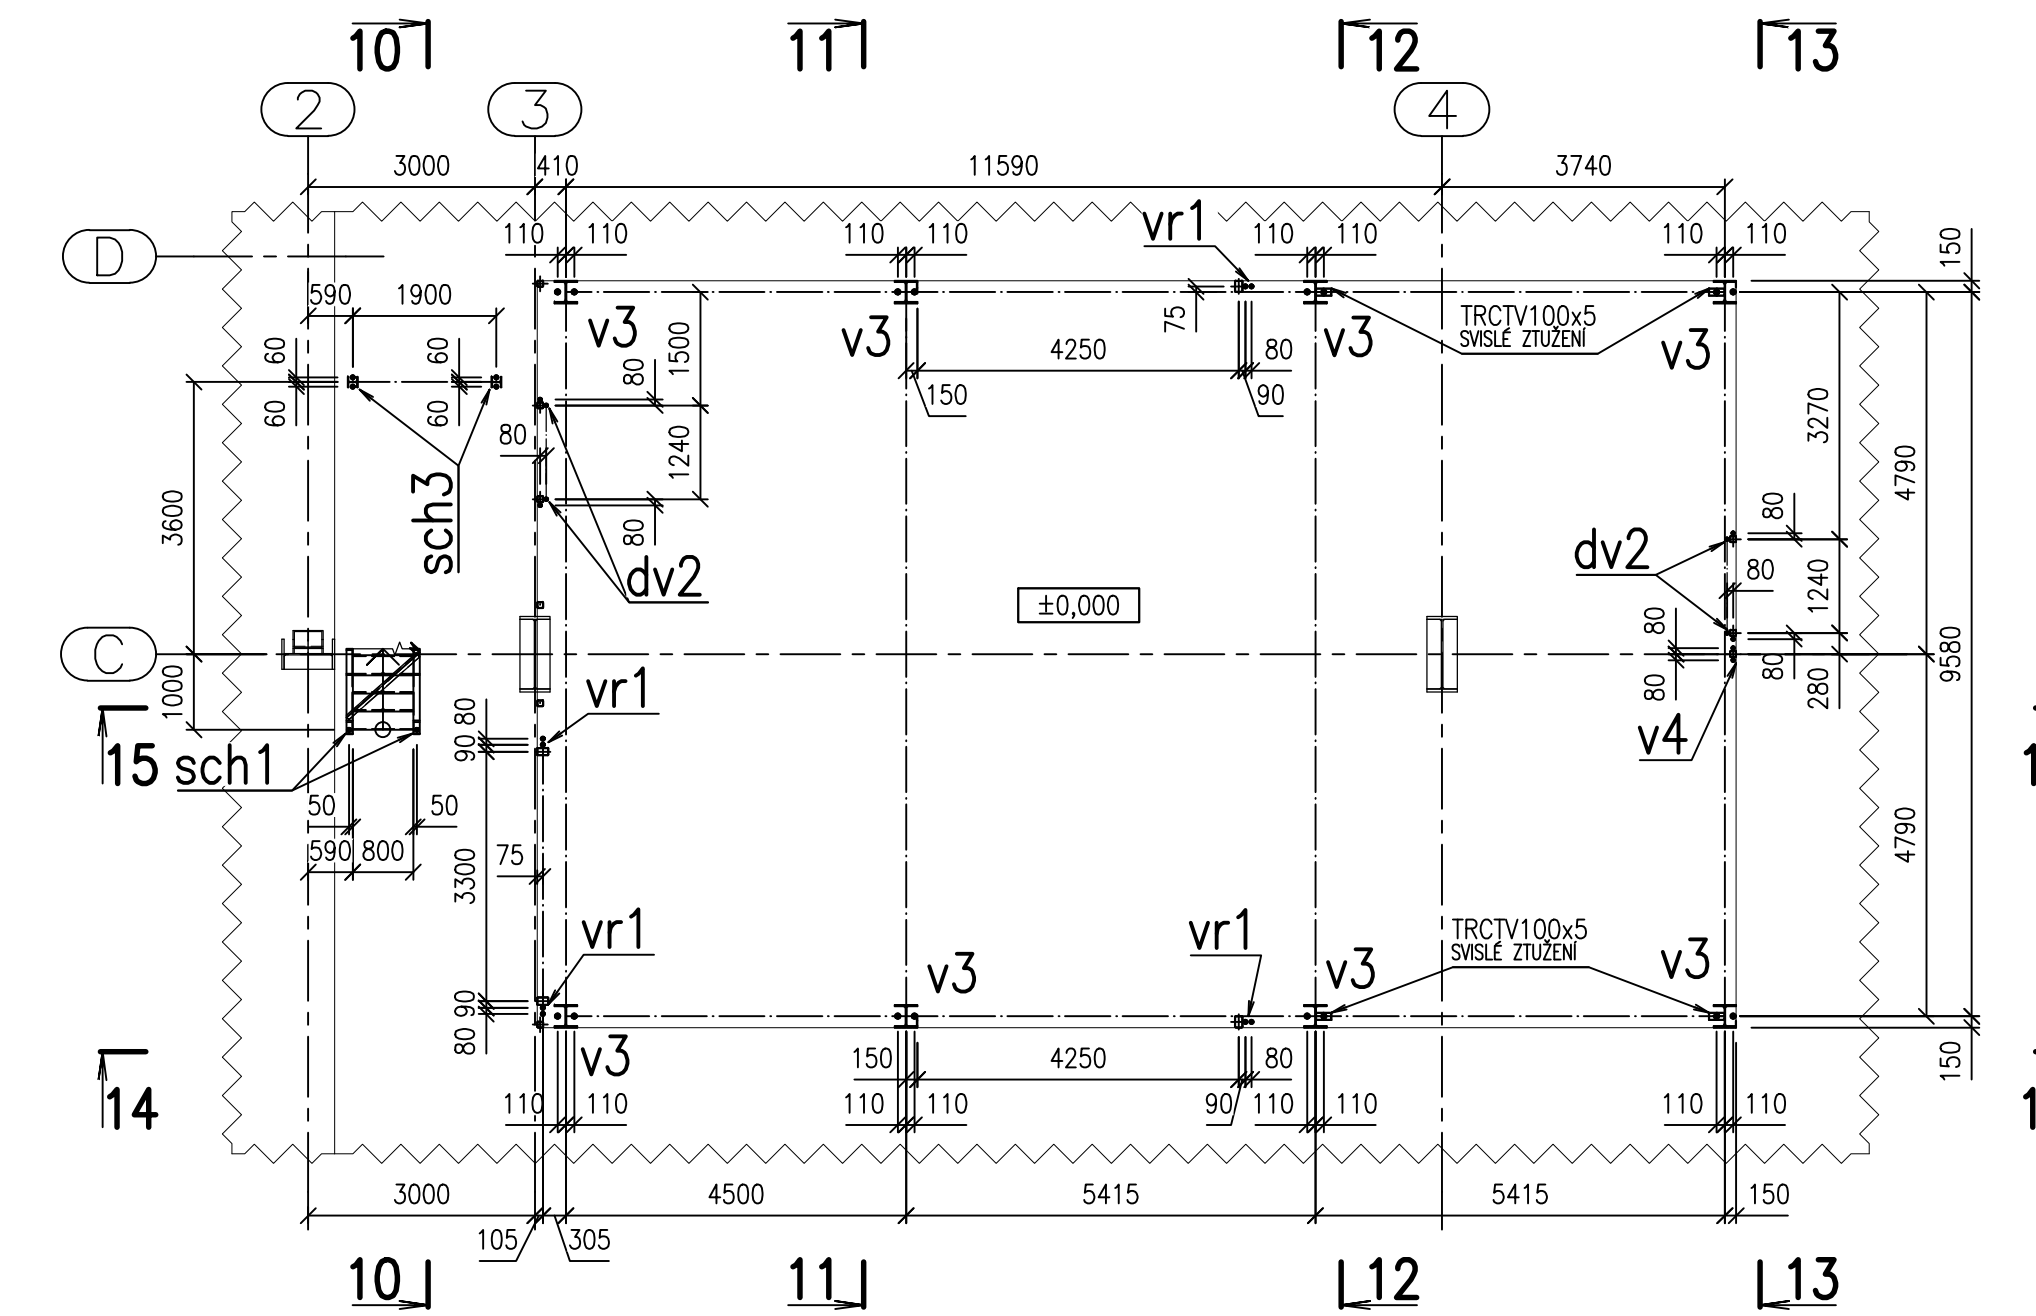 10 11 12 13
2 3 4
3000 410 11590 3740
vr1
110 110 110 110 110 110 110 110 150
D
590 1900
75
TRCTV100x5
SVISLÉ ZTUŽENÍ
v3 v3 v3 v3
60 60 80 1500 4250 80
60 60 150 90
3270
80 1240
4790
3600
sch3
80
80
dv2 dv2
80 1240
±0,000
C
80
9580
1000
80 80 280
vr1
80
90
v4
15 sch1 1
50 50
590 800
75
3300
4790
vr1 vr1
TRCTV100x5
SVISLÉ ZTUŽENÍ
v3 v3 v3
90
80
v3
150 4250 80
150
14 1
110 110 110 110 90 110 110 110 110
3000 4500 5415 5415 150
105 305
10 11 12 13